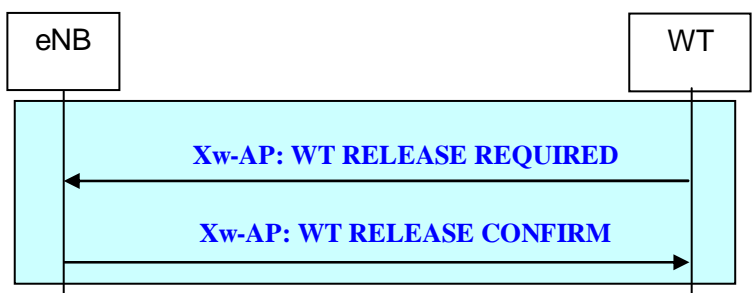 eNB
WT
Xw-AP: WT RELEASE REQUIRED
Xw-AP: WT RELEASE CONFIRM